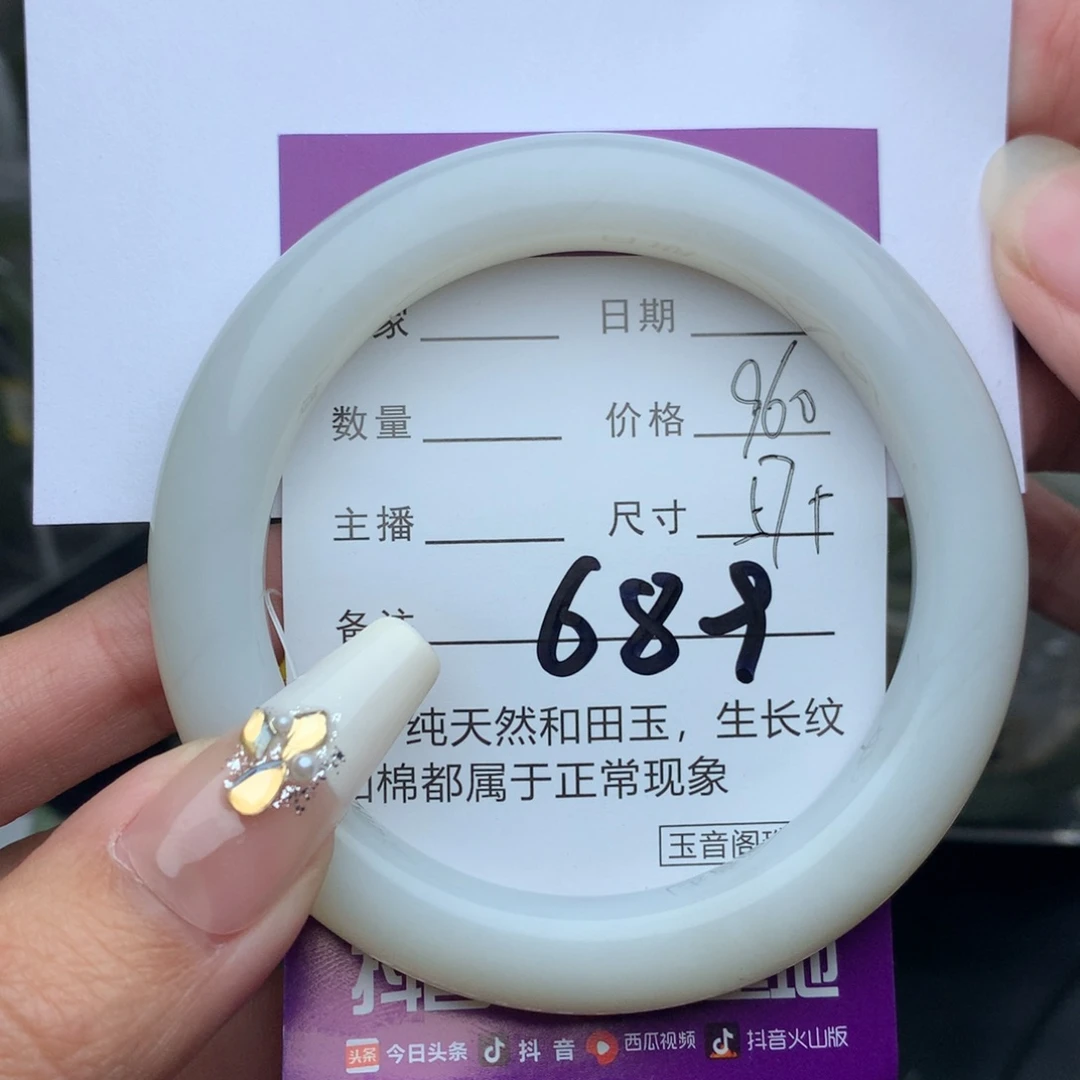 家 日期
数量 价格 960
主播 尺寸 57+
备注 689
纯天然和田玉，生长纹
棉都属于正常现象
玉音阁
今日头条 抖音 西瓜视频 抖音火山版
头条